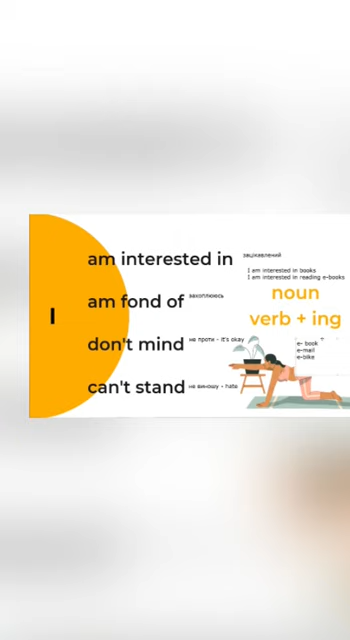 I
am interested in зацікавлений
I am interested in books
I am interested in reading e-books
am fond of захоплююсь
noun
verb + ing
don't mind не проти - it's okay
e- book
e-mail
e-bike
can't stand не виношу - hate